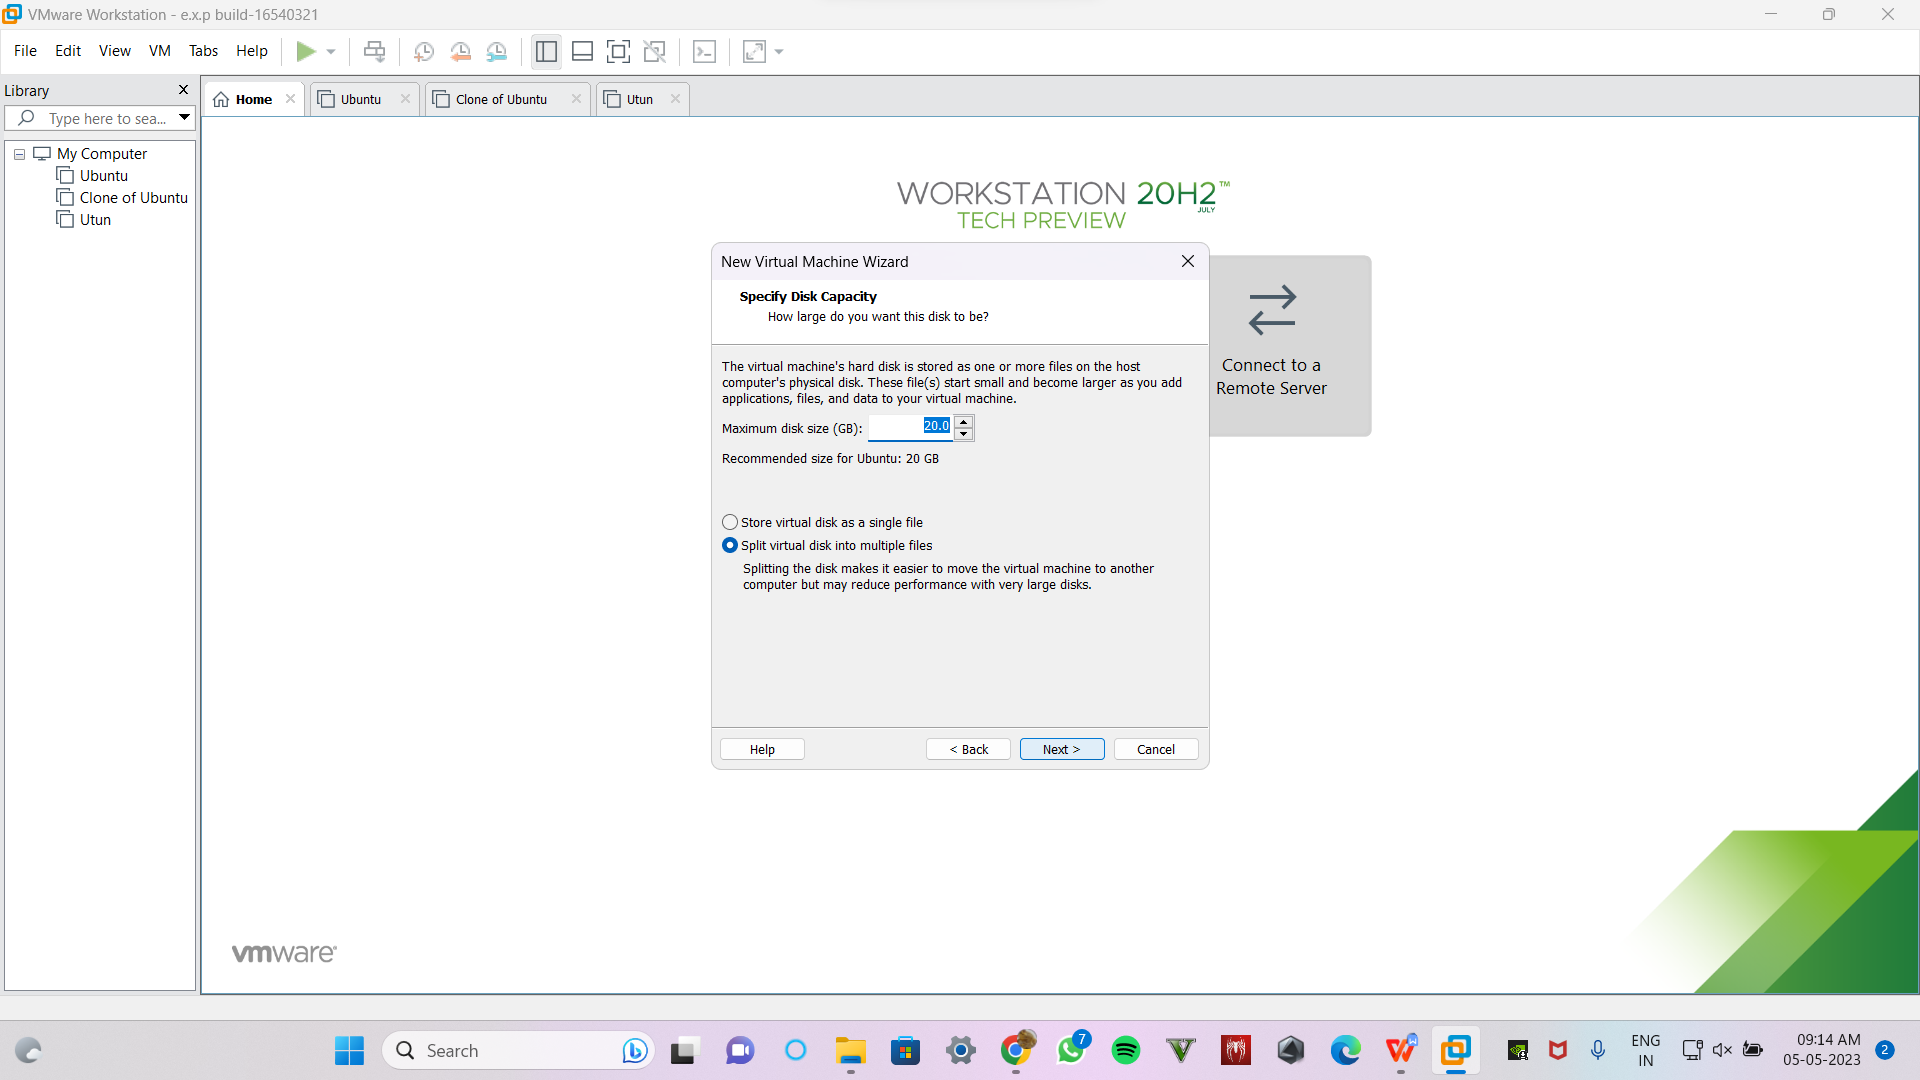 VMware Workstation - e.x.p build-16540321
File Edit View VM Tabs Help
Library
Type here to sea...
My Computer
Ubuntu
Clone of Ubuntu
Utun
Home
Ubuntu
Clone of Ubuntu
Utun
WORKSTATION 20H2™
JULY
TECH PREVIEW
New Virtual Machine Wizard
Specify Disk Capacity
How large do you want this disk to be?
The virtual machine's hard disk is stored as one or more files on the host
computer's physical disk. These file(s) start small and become larger as you add
applications, files, and data to your virtual machine.
Maximum disk size (GB): 20.0
Recommended size for Ubuntu: 20 GB
Store virtual disk as a single file
Split virtual disk into multiple files
Splitting the disk makes it easier to move the virtual machine to another
computer but may reduce performance with very large disks.
Help < Back Next > Cancel
Connect to a
Remote Server
vmware
Search
7
ENG
IN
09:14 AM
05-05-2023
2